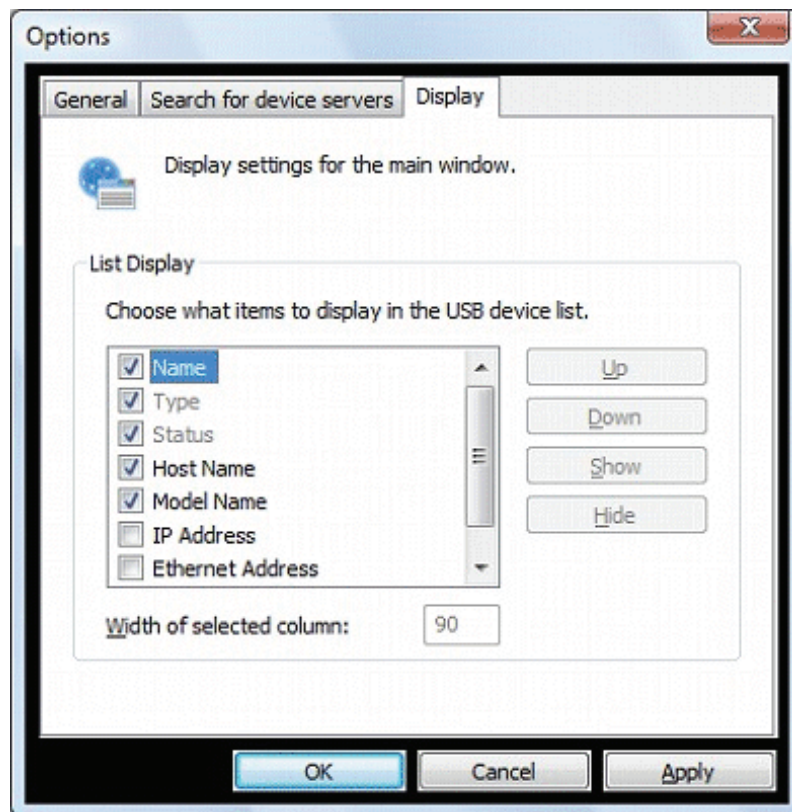 Options
General Search for device servers Display
Display settings for the main window.
List Display
Choose what items to display in the USB device list.
Name
Up
Type
Down
Status
Host Name
Show
Model Name
Hide
IP Address
Ethernet Address
Width of selected column: 90
OK Cancel Apply